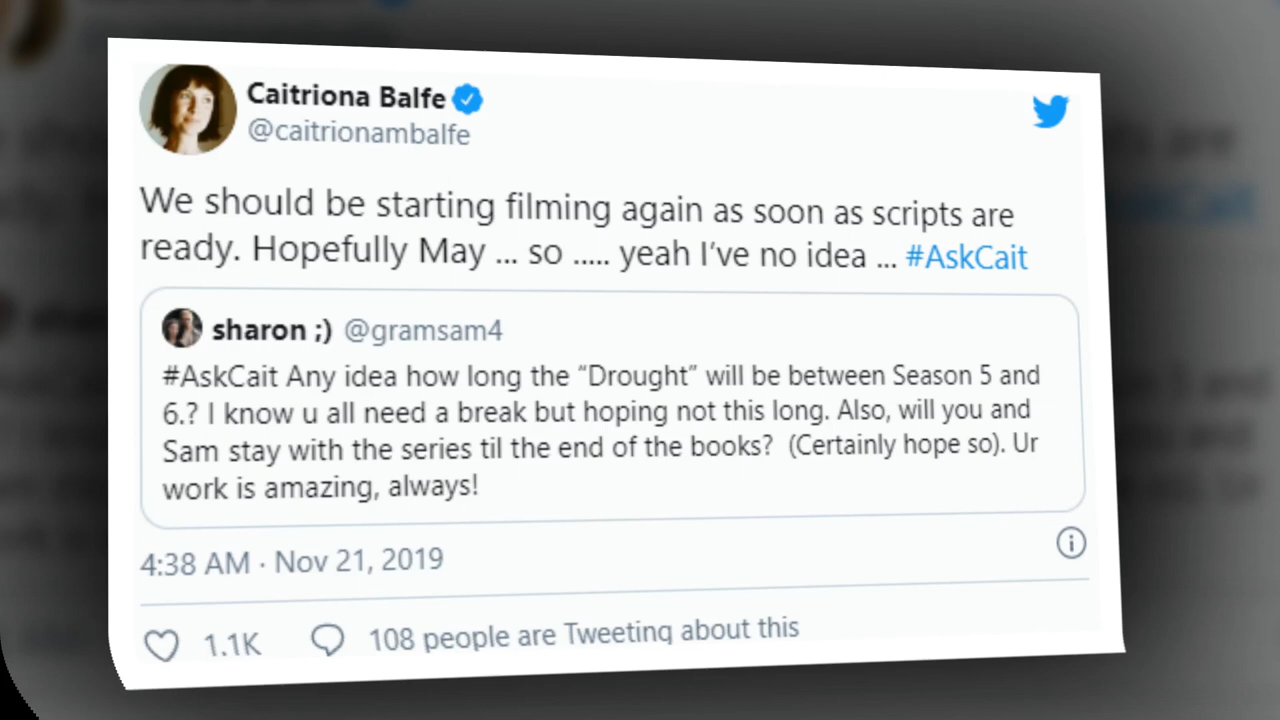 Caitriona Balfe
@caitrionambalfe
We should be starting filming again as soon as scripts are
ready. Hopefully May ... so ..... yeah I've no idea ... #AskCait
sharon ;) @gramsam4
#AskCait Any idea how long the “Drought” will be between Season 5 and
6.? I know u all need a break but hoping not this long. Also, will you and
Sam stay with the series til the end of the books?  (Certainly hope so). Ur
work is amazing, always!
4:38 AM · Nov 21, 2019
1.1K 108 people are Tweeting about this